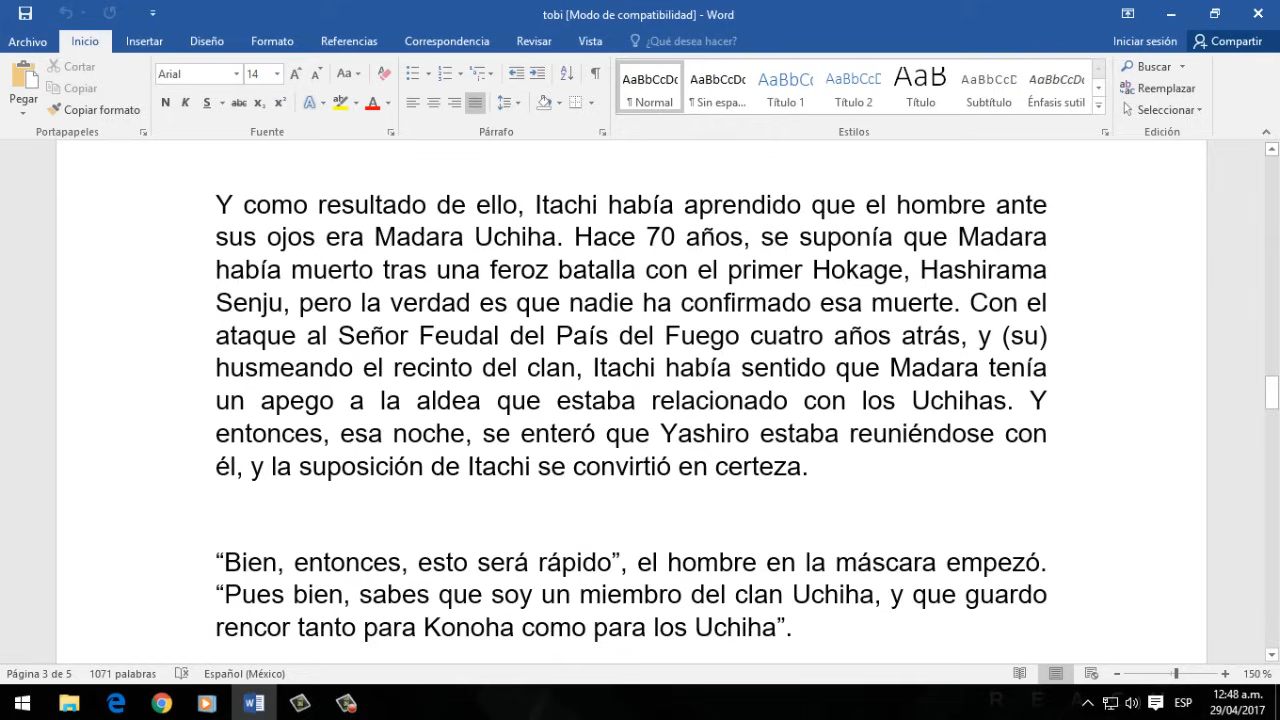 tobi [Modo de compatibilidad] - Word
Archivo Inicio Insertar Diseño Formato Referencias Correspondencia Revisar Vista ¿Qué desea hacer? Iniciar sesión Compartir
Pegar
Cortar
Copiar
Copiar formato
Portapapeles
Arial 14
Aa
N K S abc x₂ x²
A ab A
Fuente
Párrafo
AaBbCcDc AaBbCcDc AaBbCc AaBbCcD AaB AaBbCcD AaBbCcDc
¶ Normal ¶ Sin espa... Título 1 Título 2 Título Subtítulo Énfasis sutil
Estilos
Buscar
Reemplazar
Seleccionar
Edición
Y como resultado de ello, Itachi había aprendido que el hombre ante
sus ojos era Madara Uchiha. Hace 70 años, se suponía que Madara
había muerto tras una feroz batalla con el primer Hokage, Hashirama
Senju, pero la verdad es que nadie ha confirmado esa muerte. Con el
ataque al Señor Feudal del País del Fuego cuatro años atrás, y (su)
husmeando el recinto del clan, Itachi había sentido que Madara tenía
un apego a la aldea que estaba relacionado con los Uchihas. Y
entonces, esa noche, se enteró que Yashiro estaba reuniéndose con
él, y la suposición de Itachi se convirtió en certeza.
“Bien, entonces, esto será rápido”, el hombre en la máscara empezó.
“Pues bien, sabes que soy un miembro del clan Uchiha, y que guardo
rencor tanto para Konoha como para los Uchiha”.
Página 3 de 5 1071 palabras Español (México) 150 %
ESP
12:48 a.m.
29/04/2017